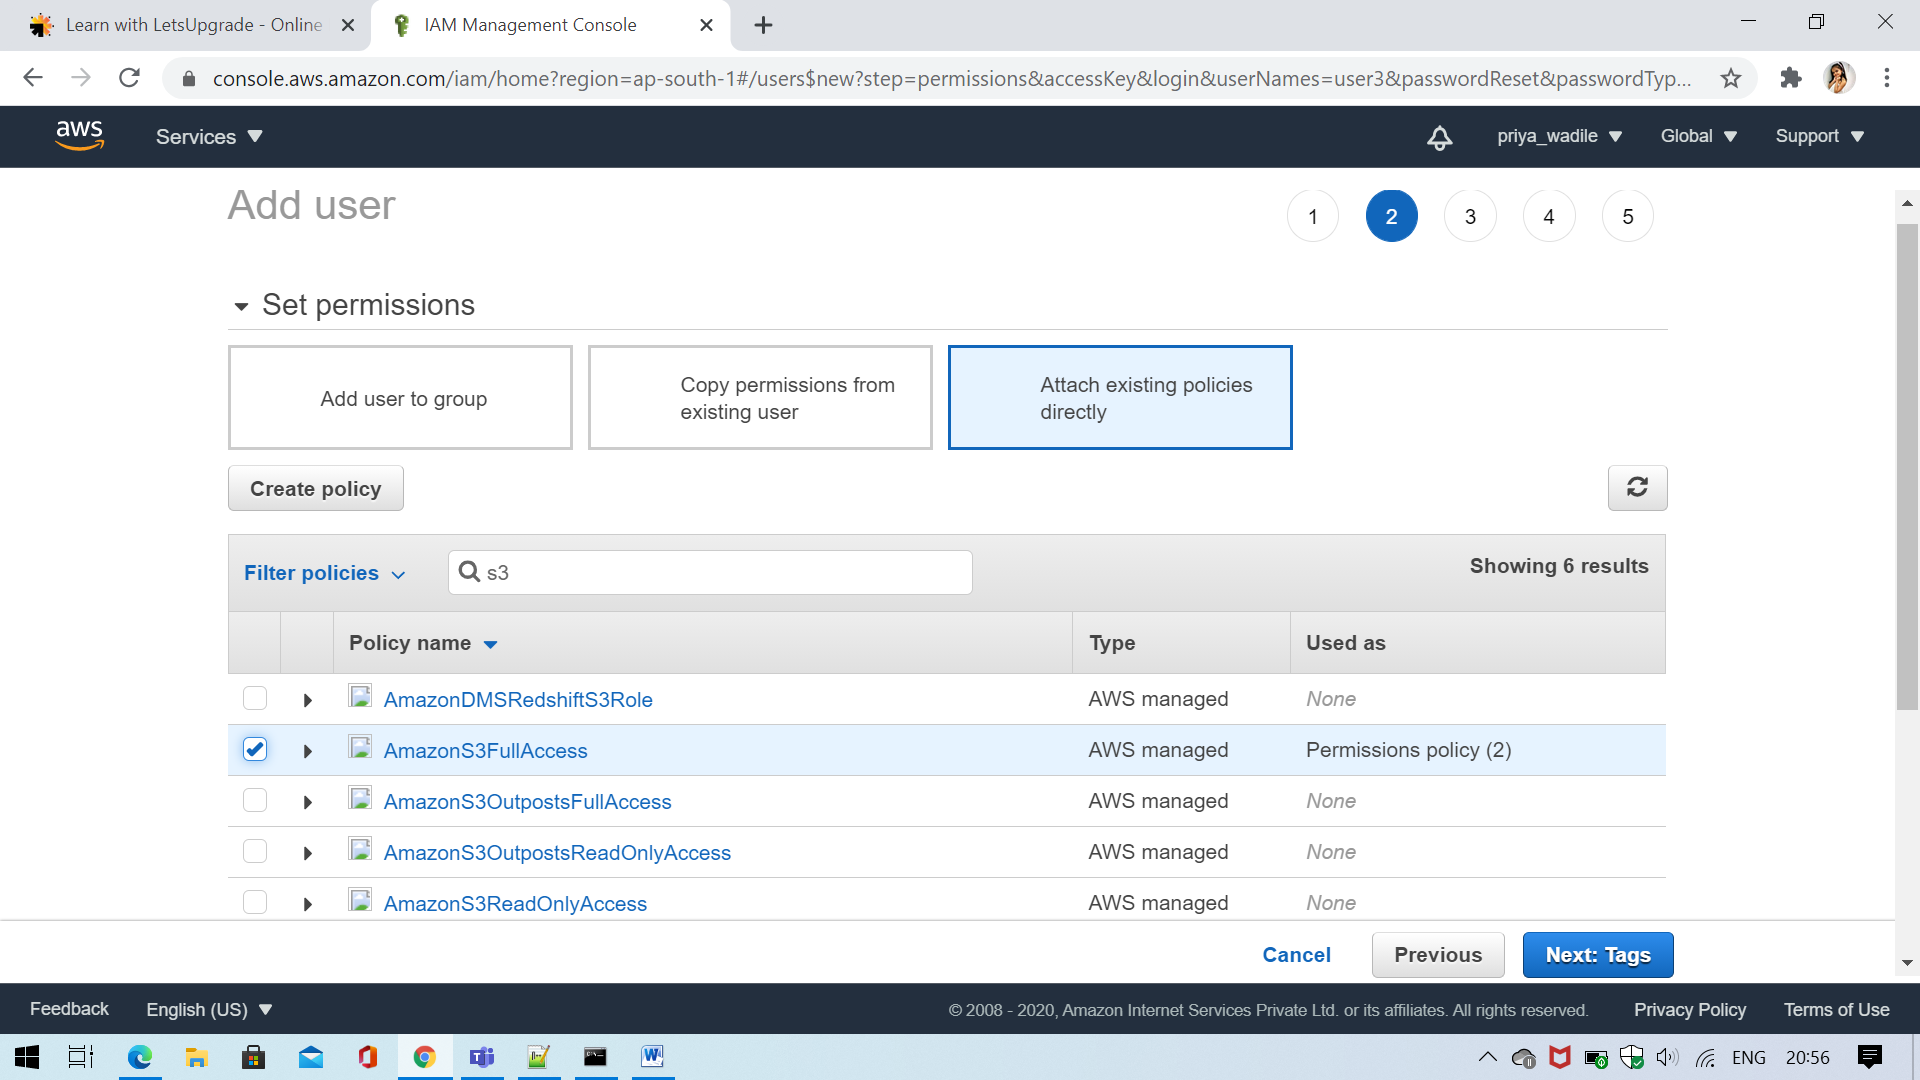 Learn with LetsUpgrade - Online
IAM Management Console
console.aws.amazon.com/iam/home?region=ap-south-1#/users$new?step=permissions&accessKey&login&userNames=user3&passwordReset&passwordTyp...
aws
Services
priya_wadile
Global
Support
Add user
1
2
3
4
5
Set permissions
Add user to group
Copy permissions from
existing user
Attach existing policies
directly
Create policy
Filter policies
s3
Showing 6 results
Policy name
Type
Used as
AmazonDMSRedshiftS3Role
AWS managed
None
AmazonS3FullAccess
AWS managed
Permissions policy (2)
AmazonS3OutpostsFullAccess
AWS managed
None
AmazonS3OutpostsReadOnlyAccess
AWS managed
None
AmazonS3ReadOnlyAccess
AWS managed
None
Cancel
Previous
Next: Tags
Feedback
English (US)
© 2008 - 2020, Amazon Internet Services Private Ltd. or its affiliates. All rights reserved.
Privacy Policy
Terms of Use
ENG
20:56